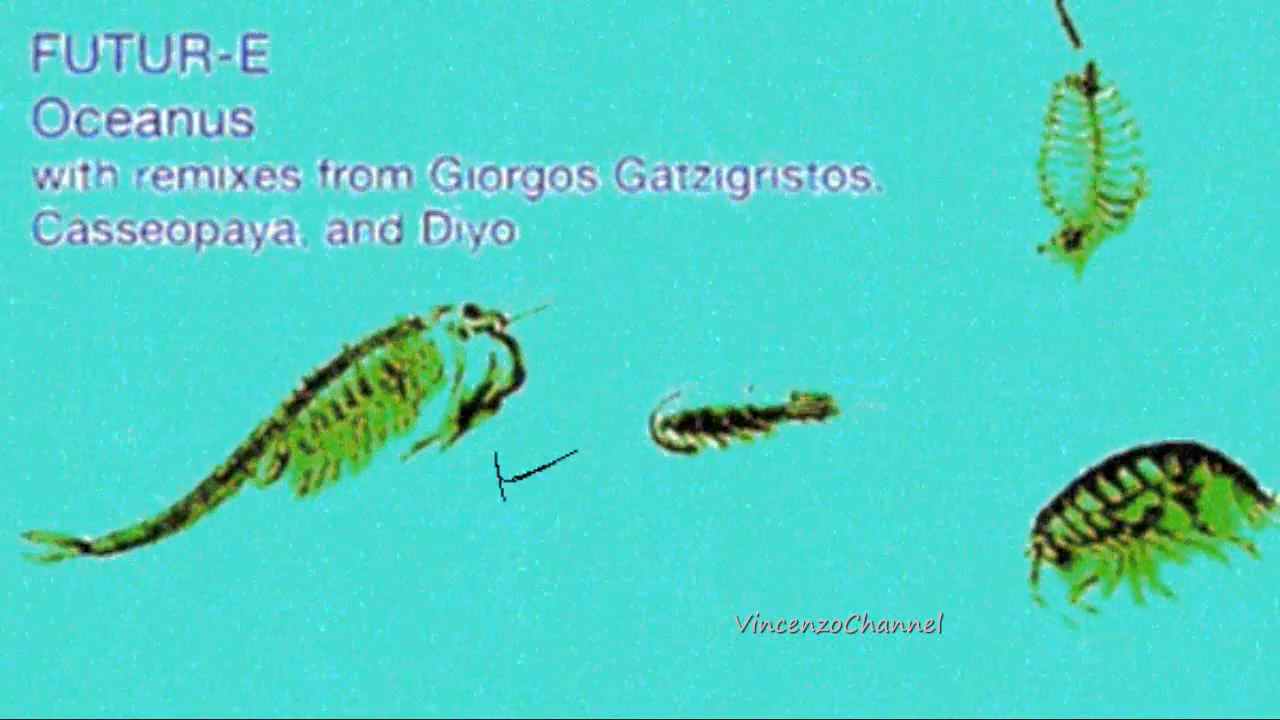 FUTUR-E
Oceanus
with remixes from Giorgos Gatzigristos,
Casseopaya, and Diyo
VincenzoChannel